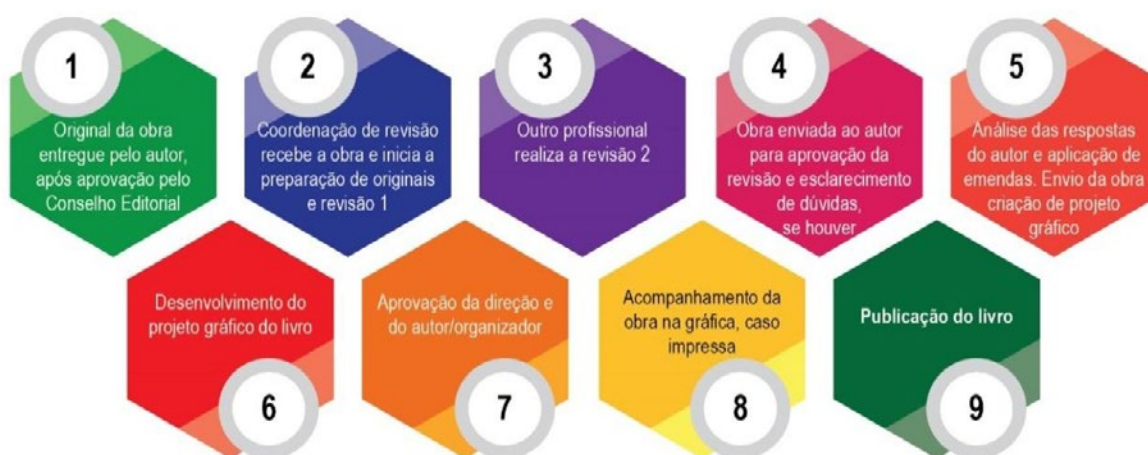 1
Original da obra
entregue pelo autor,
após aprovação pelo
Conselho Editorial
2
Coordenação de revisão
recebe a obra e inicia a
preparação de originais
e revisão 1
3
Outro profissional
realiza a revisão 2
4
Obra enviada ao autor
para aprovação da
revisão e esclarecimento
de dúvidas,
se houver
5
Análise das respostas
do autor e aplicação de
emendas. Envio da obra
criação de projeto
gráfico
Desenvolvimento do
projeto gráfico do livro
6
Aprovação da direção e
do autor/organizador
7
Acompanhamento da
obra na gráfica, caso
impressa
8
Publicação do livro
9